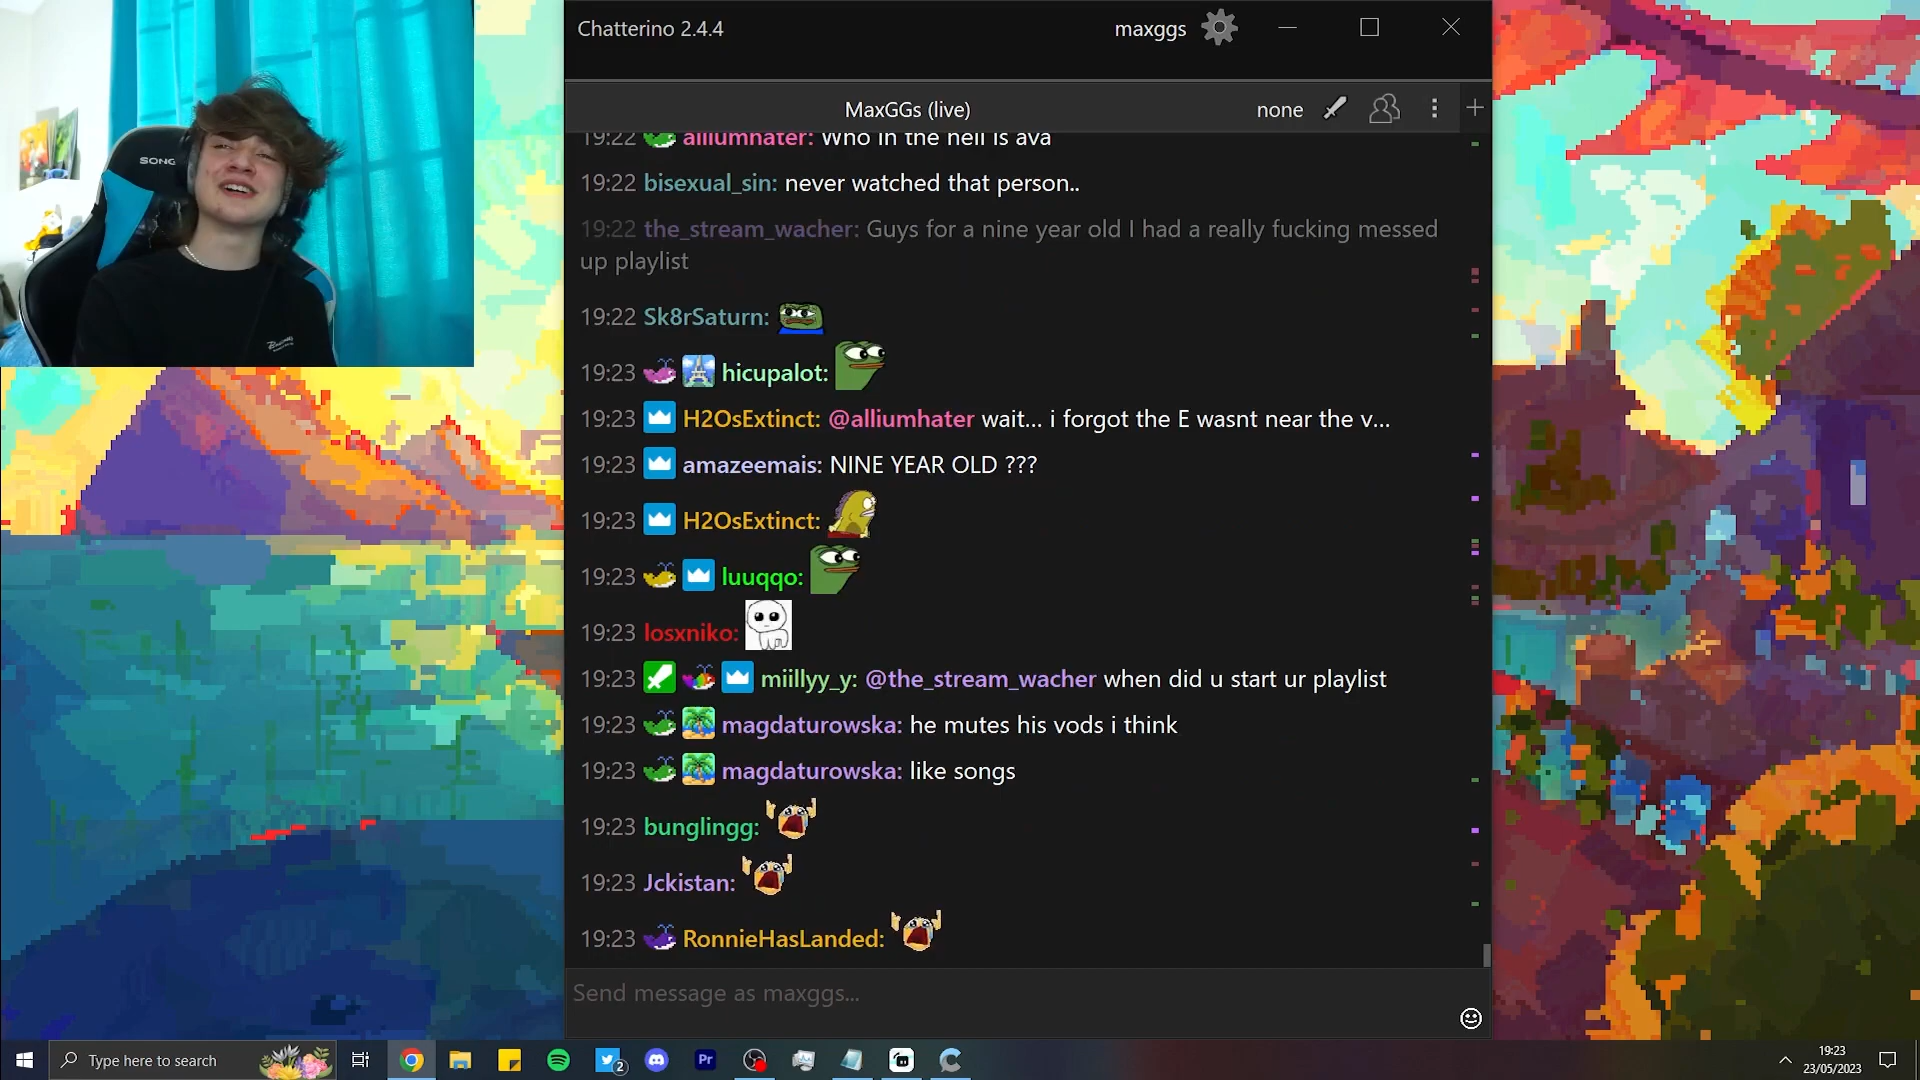 Chatterino 2.4.4
maxggs
MaxGGs (live)
none
19:22 alliumhater: Who in the hell is ava
SONG
19:22 bisexual_sin: never watched that person..
19:22 the_stream_wacher: Guys for a nine year old I had a really fucking messed
up playlist
19:22 Sk8rSaturn:
19:23 hicupalot:
19:23 H2OsExtinct: @alliumhater wait... i forgot the E wasnt near the v...
19:23 amazeemais: NINE YEAR OLD ???
19:23 H2OsExtinct:
19:23 luuqqo:
19:23 losxniko:
19:23 miillyy_y: @the_stream_wacher when did u start ur playlist
19:23 magdaturowska: he mutes his vods i think
19:23 magdaturowska: like songs
19:23 bunglingg:
19:23 Jckistan:
19:23 RonnieHasLanded:
Send message as maxggs...
Type here to search
2
Pr
19:23
23/05/2023